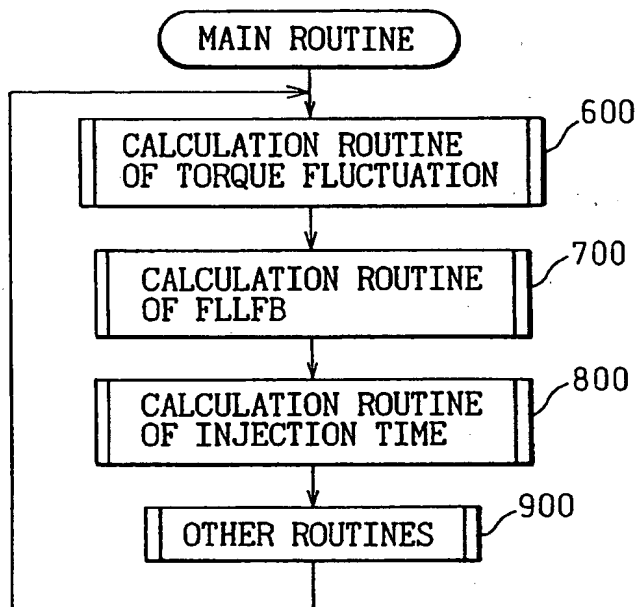 MAIN ROUTINE
600
CALCULATION ROUTINE
OF TORQUE FLUCTUATION
700
CALCULATION ROUTINE
OF FLLFB
800
CALCULATION ROUTINE
OF INJECTION TIME
900
OTHER ROUTINES